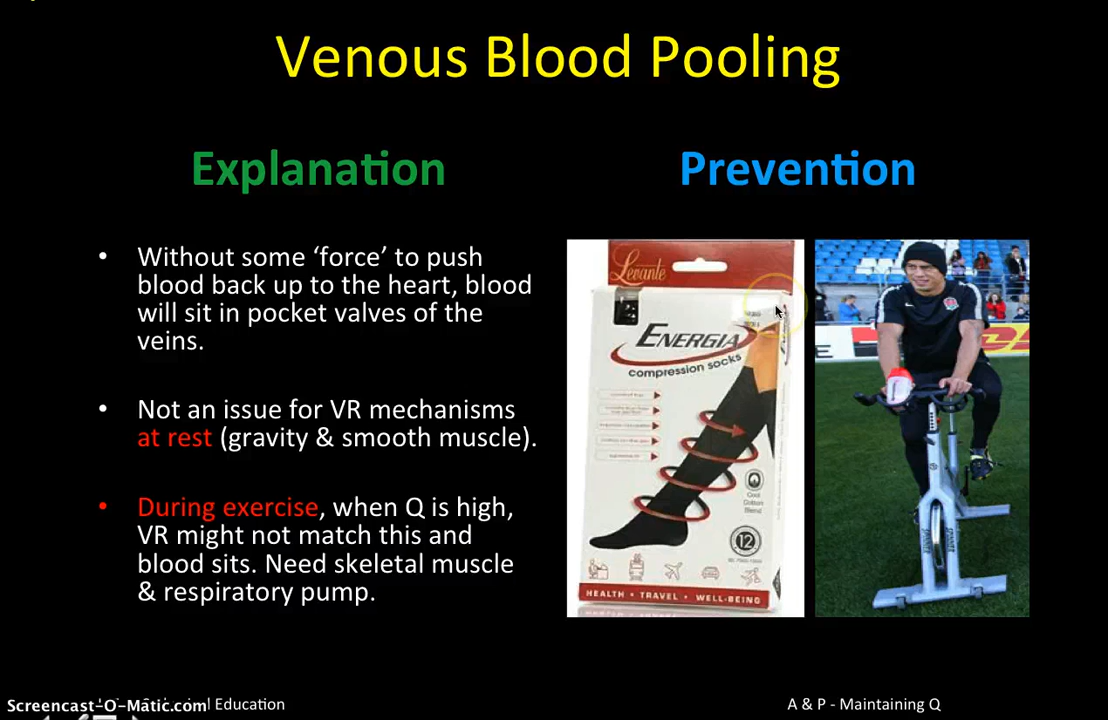 Venous Blood Pooling
Explanation
• Without some ‘force’ to push
blood back up to the heart, blood
will sit in pocket valves of the
veins.
• Not an issue for VR mechanisms
at rest (gravity & smooth muscle).
• During exercise, when Q is high,
VR might not match this and
blood sits. Need skeletal muscle
& respiratory pump.
Prevention
Levante
ENERGIA
compression socks
Cool
Cotton
Blend
12
HEALTH • TRAVEL • WELL-BEING
Screencast-O-Matic.com
l Education
A & P - Maintaining Q